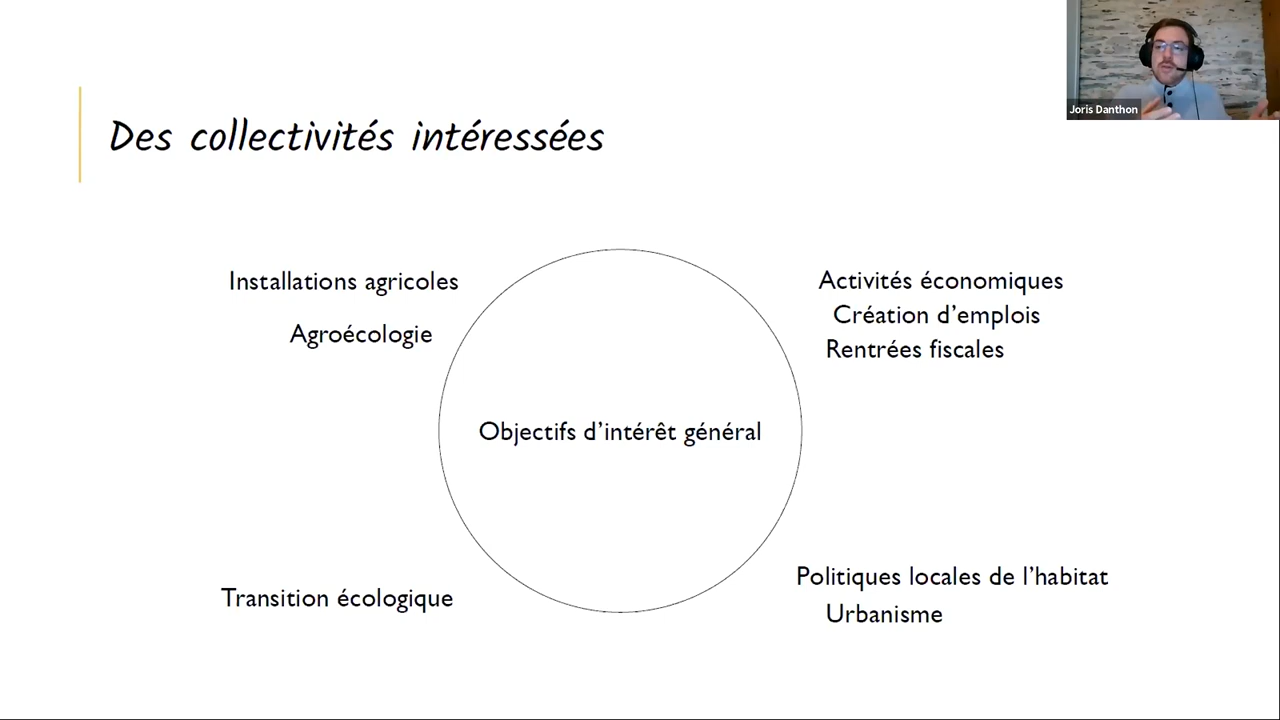 Joris Danthon
Des collectivités intéressées
Installations agricoles
Agroécologie
Activités économiques
Création d’emplois
Rentrées fiscales
Objectifs d’intérêt général
Transition écologique
Politiques locales de l’habitat
Urbanisme